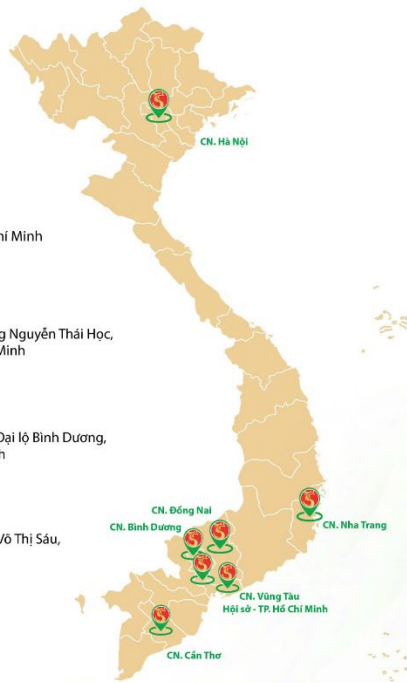 CN. Hà Nội
hí Minh
g Nguyễn Thái Học,
Minh
Đại lộ Bình Dương,
h
Võ Thị Sáu,
CN. Đồng Nai
CN. Bình Dương
CN. Nha Trang
CN. Vũng Tàu
Hội sở - TP. Hồ Chí Minh
CN. Cần Thơ